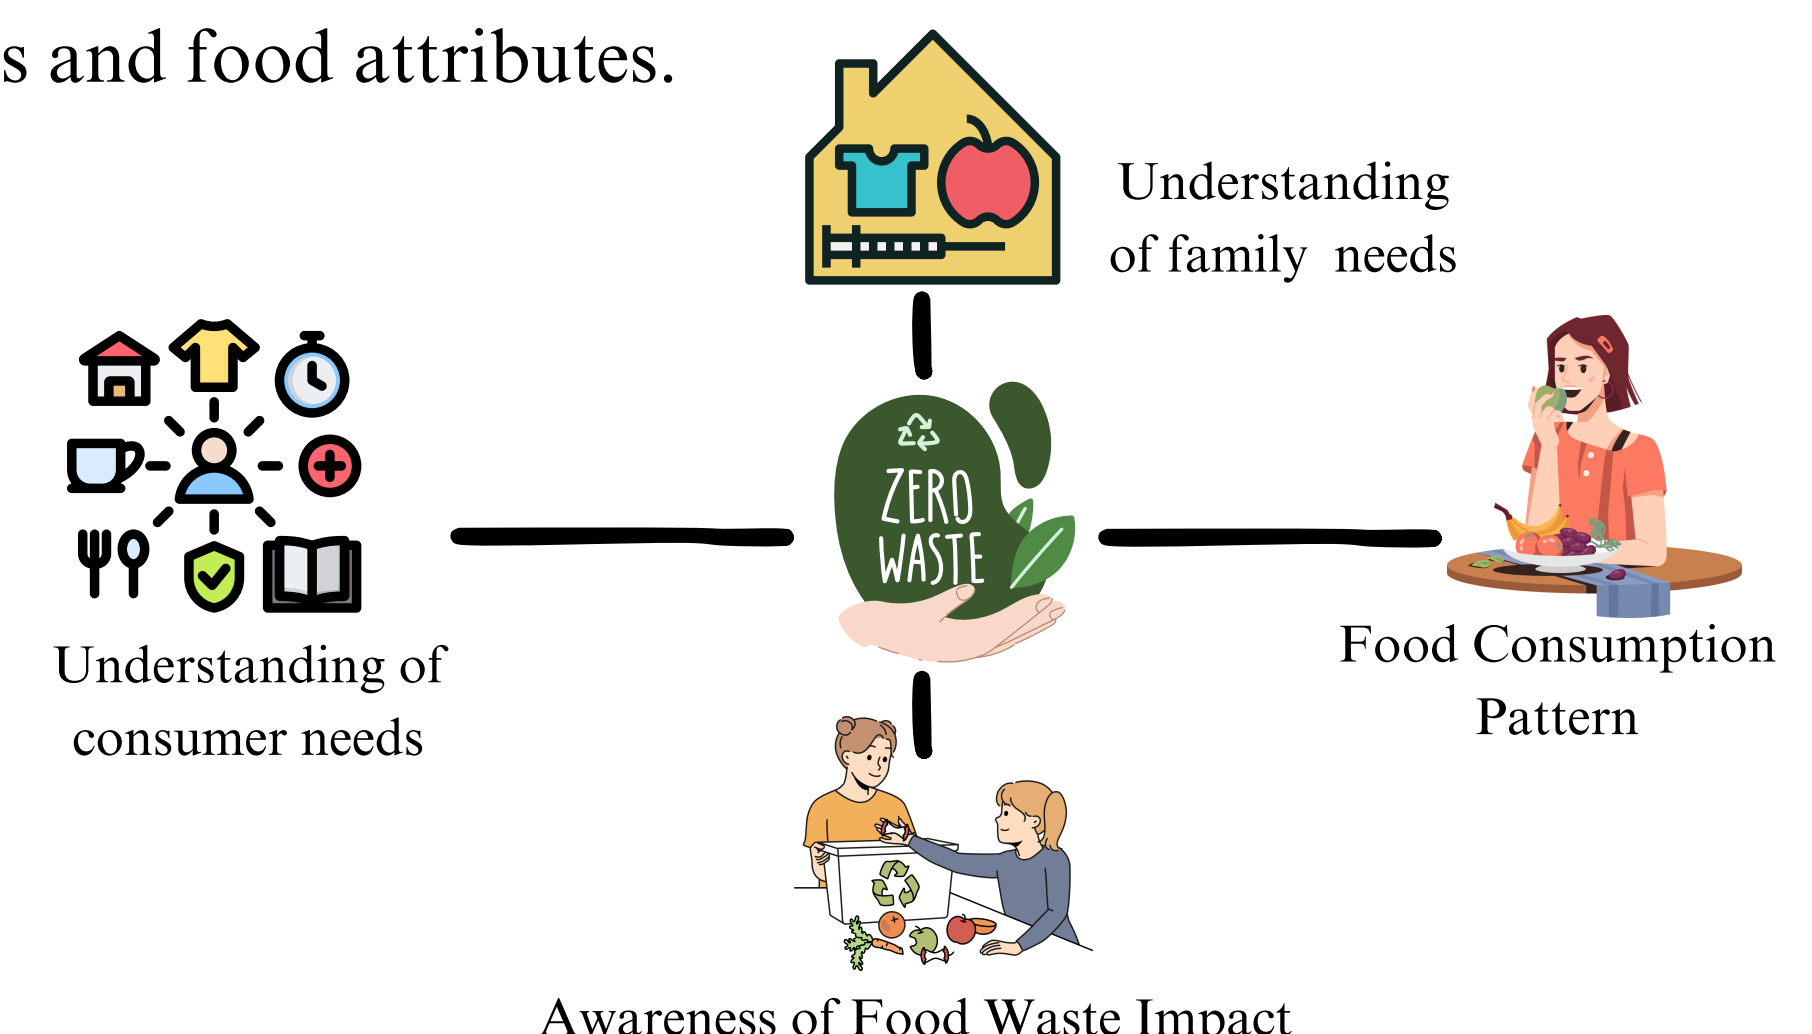 s and food attributes.
Understanding
of family needs
ZERO
WASTE
Understanding of
consumer needs
Food Consumption
Pattern
Awareness of Food Waste Impact